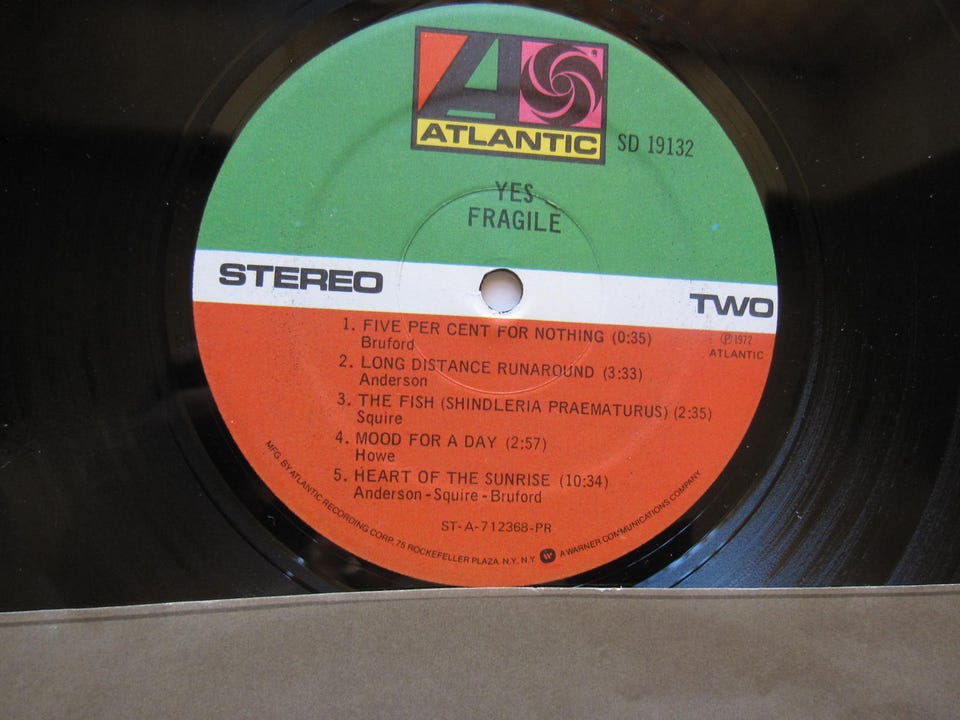 ATLANTIC
SD 19132
YES
FRAGILE
STEREO
TWO
℗ 1972
ATLANTIC
1. FIVE PER CENT FOR NOTHING (0:35)
Bruford
2. LONG DISTANCE RUNAROUND (3:33)
Anderson
3. THE FISH (SHINDLERIA PRAEMATURUS) (2:35)
Squire
4. MOOD FOR A DAY (2:57)
Howe
5. HEART OF THE SUNRISE (10:34)
Anderson - Squire - Bruford
ST-A-712368-PR
MFG. BY ATLANTIC RECORDING CORP. 75 ROCKEFELLER PLAZA. N.Y. N.Y. W A WARNER COMMUNICATIONS COMPANY